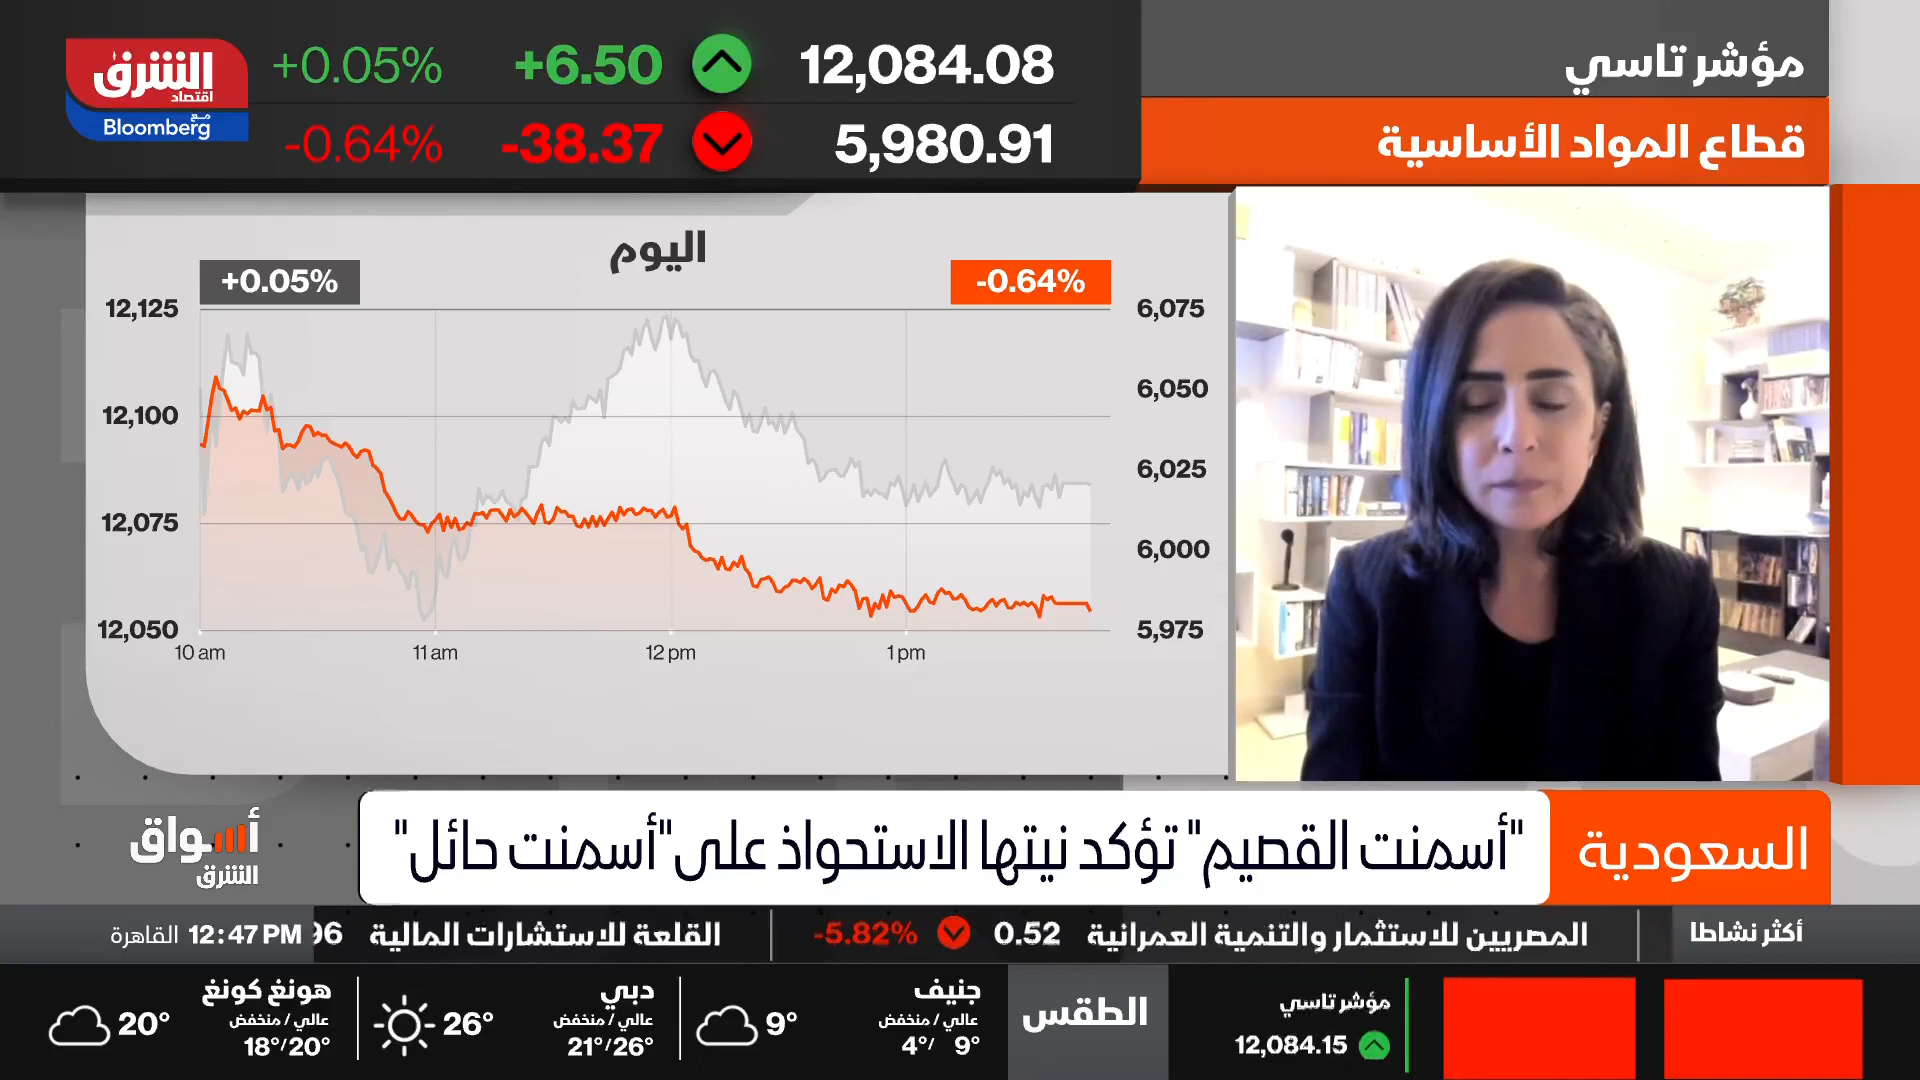 مؤشر تاسي
12,084.08
+6.50
+0.05%
قطاع المواد الأساسية
5,980.91
-38.37
-0.64%
الشرق
اقتصاد
مع
Bloomberg
اليوم
+0.05%
-0.64%
12,125
12,100
12,075
12,050
6,075
6,050
6,025
6,000
5,975
10 am
11 am
12 pm
1 pm
السعودية
"أسمنت القصيم" تؤكد نيتها الاستحواذ على "أسمنت حائل"
أسواق
الشرق
أكثر نشاطا
المصريين للاستثمار والتنمية العمرانية 0.52 -5.82%
القلعة للاستشارات المالية 96
12:47 PM القاهرة
مؤشر تاسي
12,084.15
الطقس
جنيف
عالي / منخفض
9° /4°
9°
دبي
عالي / منخفض
21°/26°
26°
هونغ كونغ
عالي / منخفض
18°/20°
20°